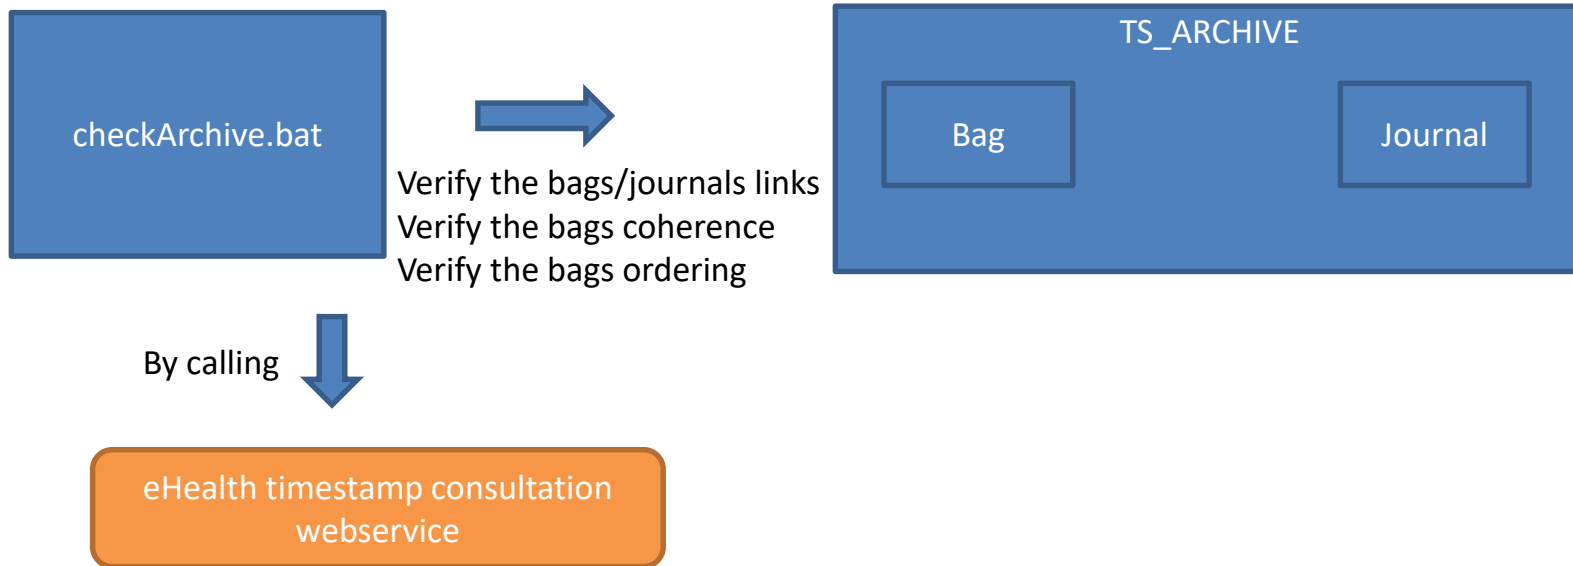 TS_ARCHIVE
checkArchive.bat
Bag
Journal
Verify the bags/journals links
Verify the bags coherence
Verify the bags ordering
By calling
eHealth timestamp consultation
webservice